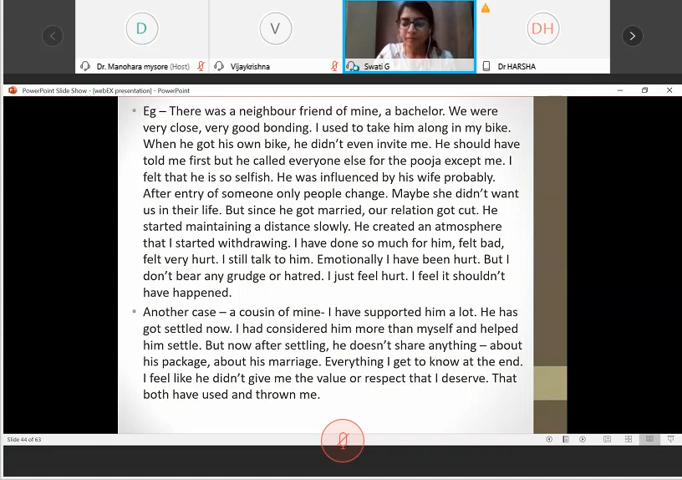 D
V
DH
Dr. Manohara mysore (Host)
Vijaykrishna
Swati G
Dr HARSHA
PowerPoint Slide Show - [webEX presentation] - PowerPoint
• Eg – There was a neighbour friend of mine, a bachelor. We were
very close, very good bonding. I used to take him along in my bike.
When he got his own bike, he didn't even invite me. He should have
told me first but he called everyone else for the pooja except me. I
felt that he is so selfish. He was influenced by his wife probably.
After entry of someone only people change. Maybe she didn't want
us in their life. But since he got married, our relation got cut. He
started maintaining a distance slowly. He created an atmosphere
that I started withdrawing. I have done so much for him, felt bad,
felt very hurt. I still talk to him. Emotionally I have been hurt. But I
don't bear any grudge or hatred. I just feel hurt. I feel it shouldn't
have happened.
• Another case – a cousin of mine- I have supported him a lot. He has
got settled now. I had considered him more than myself and helped
him settle. But now after settling, he doesn't share anything – about
his package, about his marriage. Everything I get to know at the end.
I feel like he didn't give me the value or respect that I deserve. That
both have used and thrown me.
Slide 44 of 63